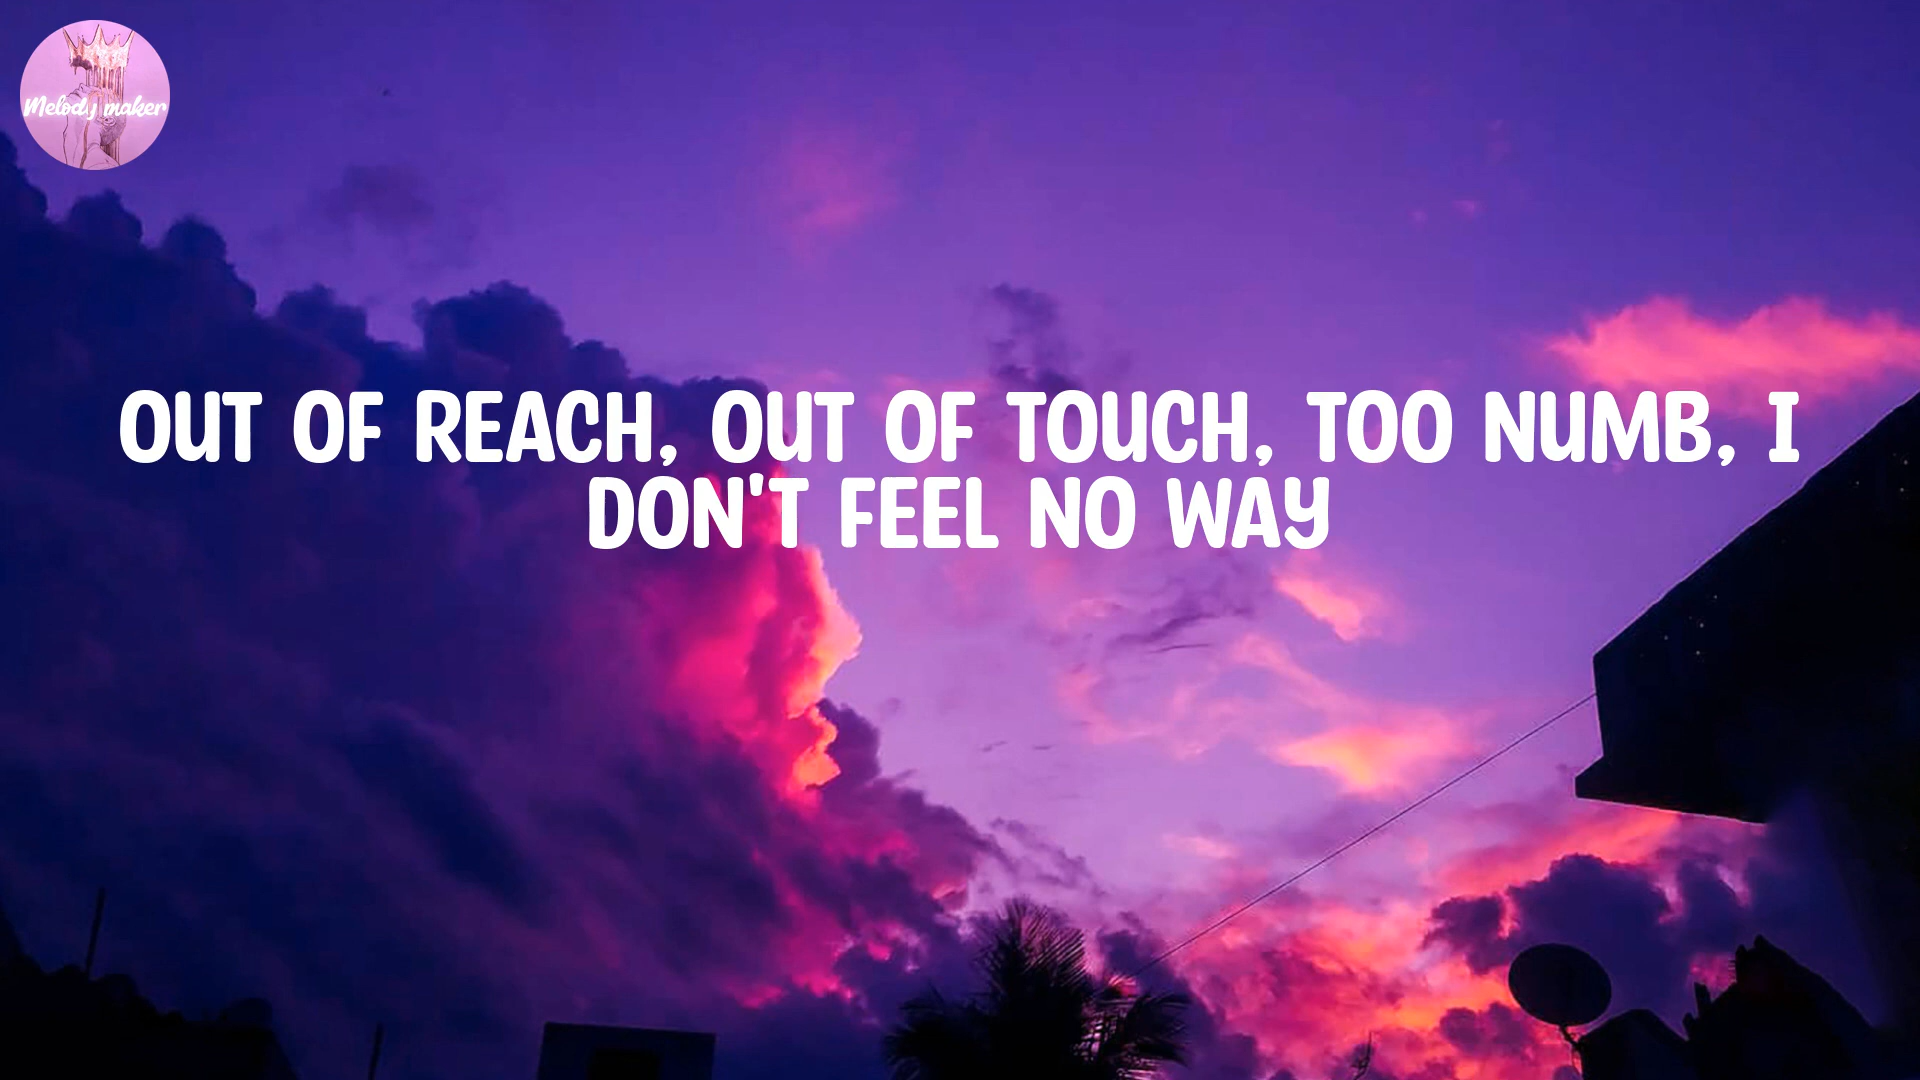 Melody maker
OUT OF REACH, OUT OF TOUCH, TOO NUMB, I
DON'T FEEL NO WAY